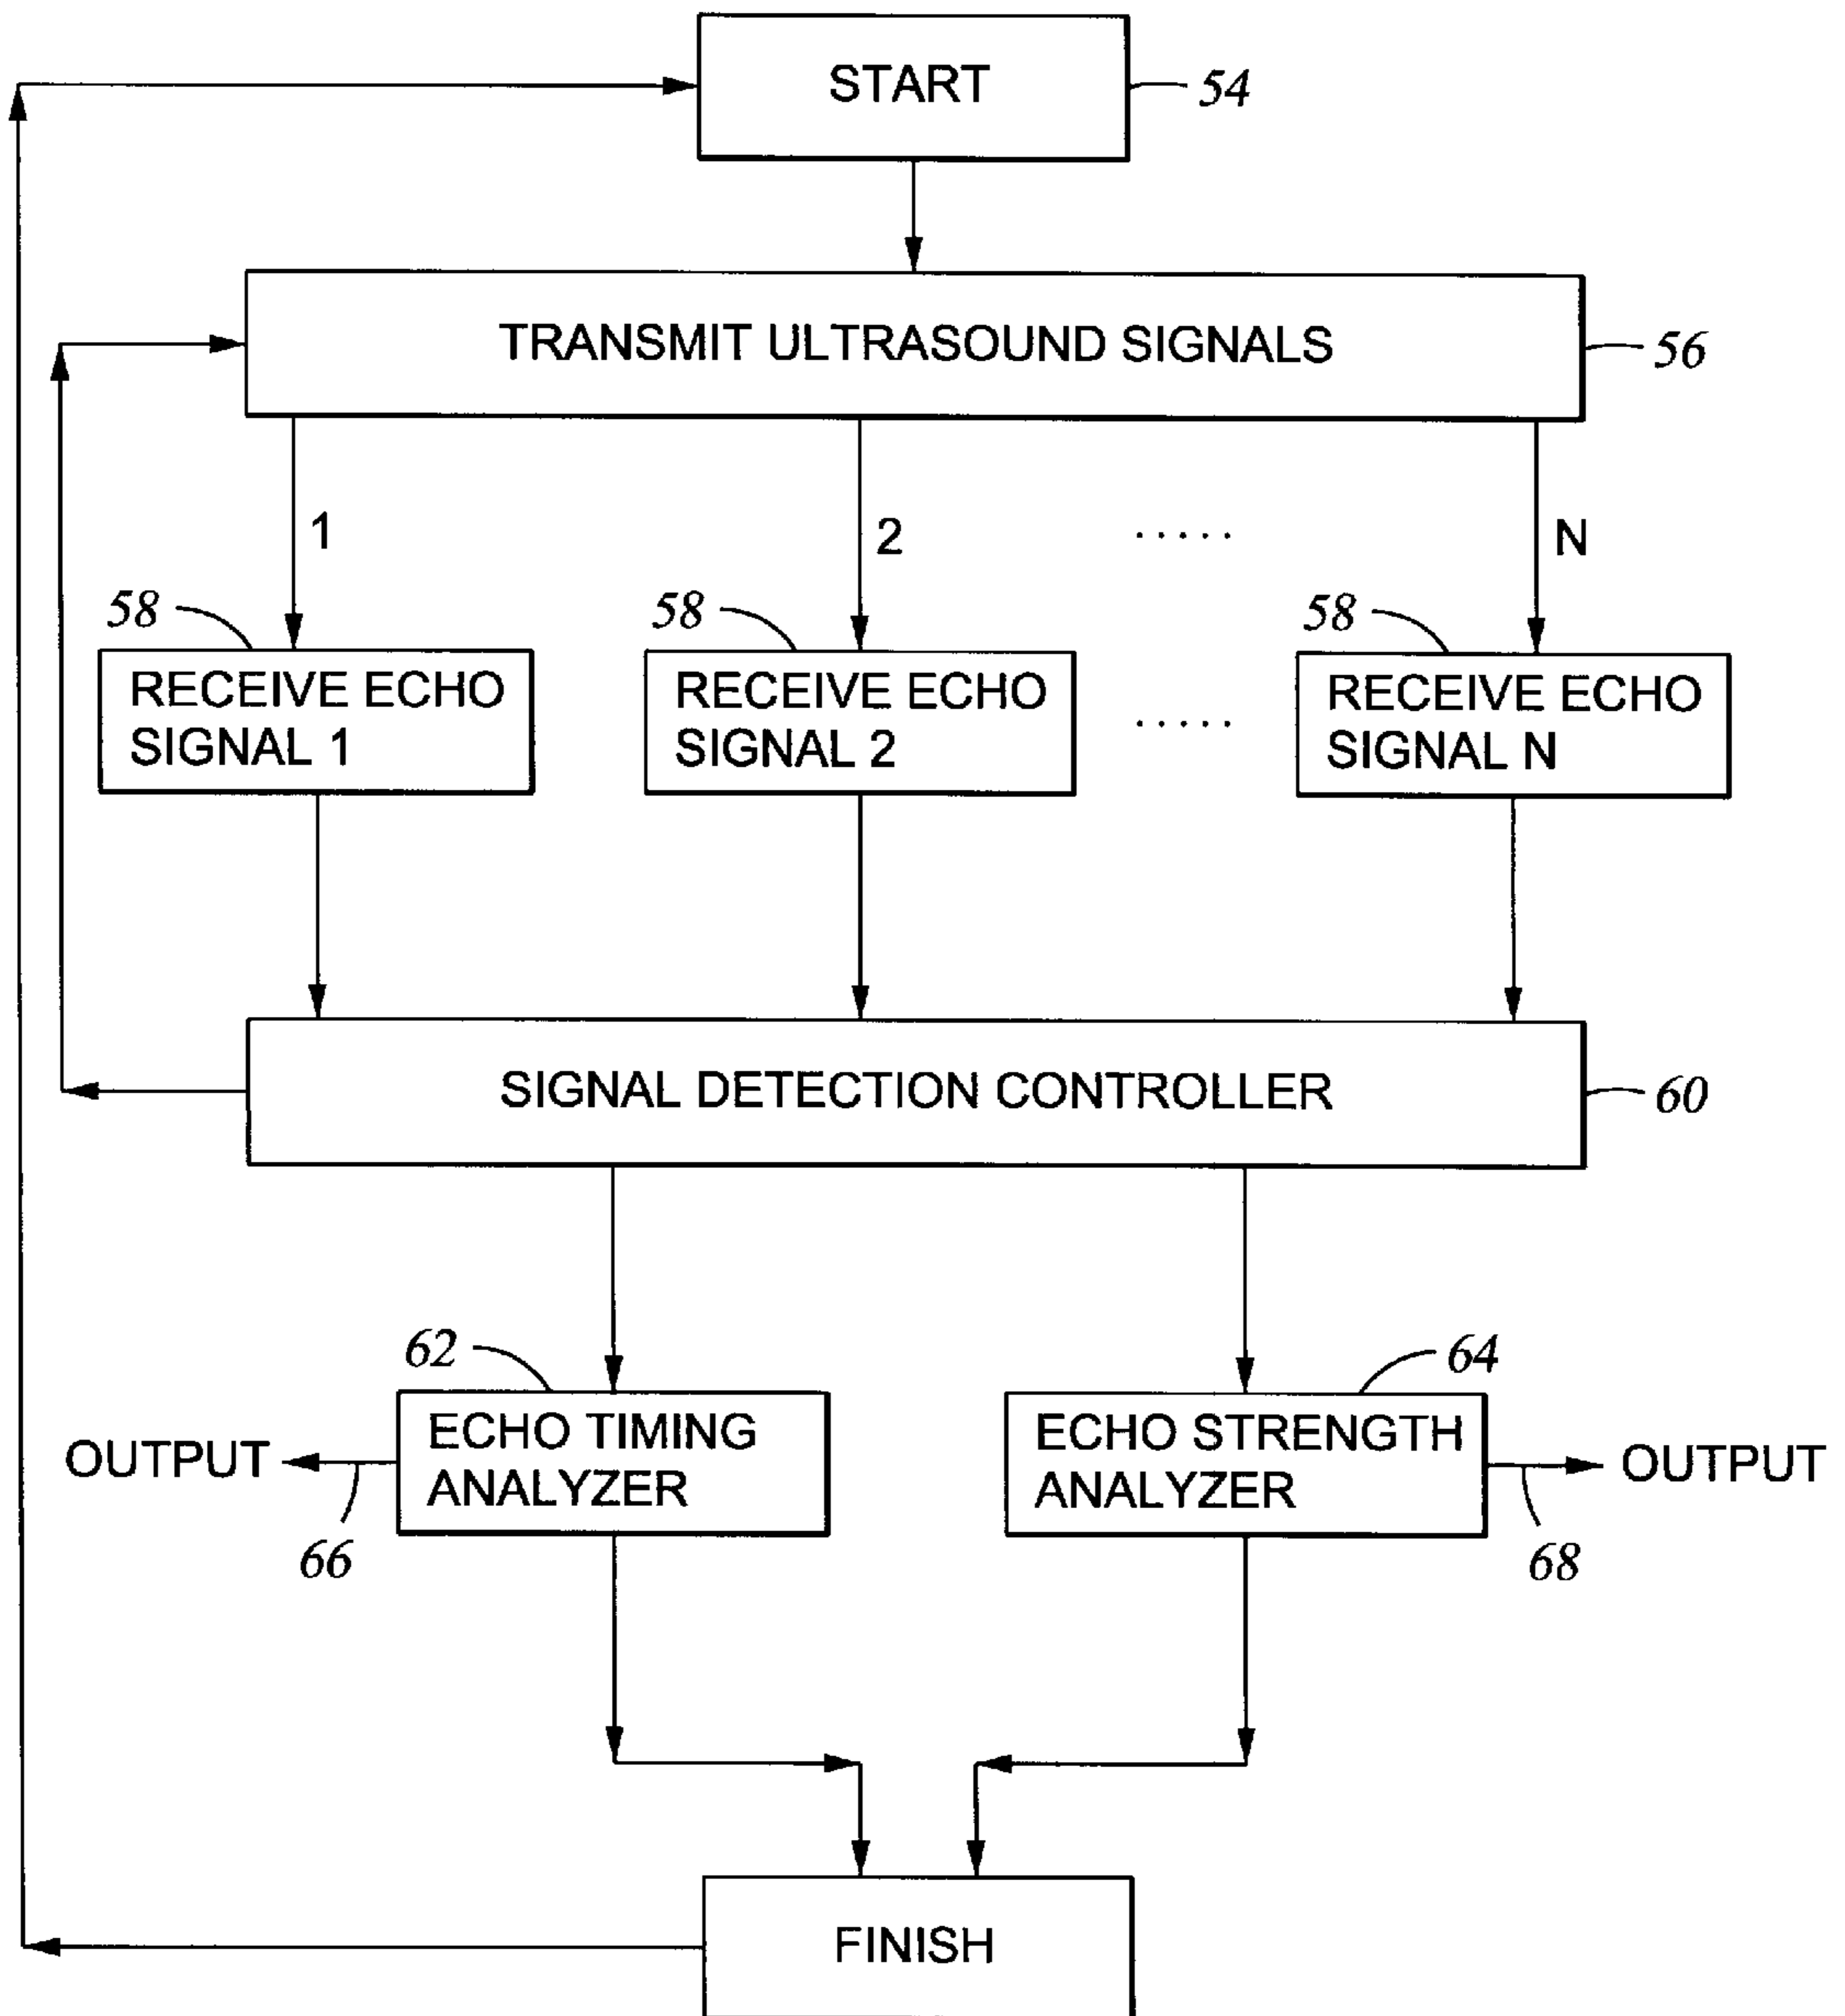 START
54
TRANSMIT ULTRASOUND SIGNALS
56
1
2
.....
N
58
58
58
RECEIVE ECHO
SIGNAL 1
RECEIVE ECHO
SIGNAL 2
.....
RECEIVE ECHO
SIGNAL N
SIGNAL DETECTION CONTROLLER
60
62
64
OUTPUT
ECHO TIMING
ANALYZER
ECHO STRENGTH
ANALYZER
OUTPUT
66
68
FINISH